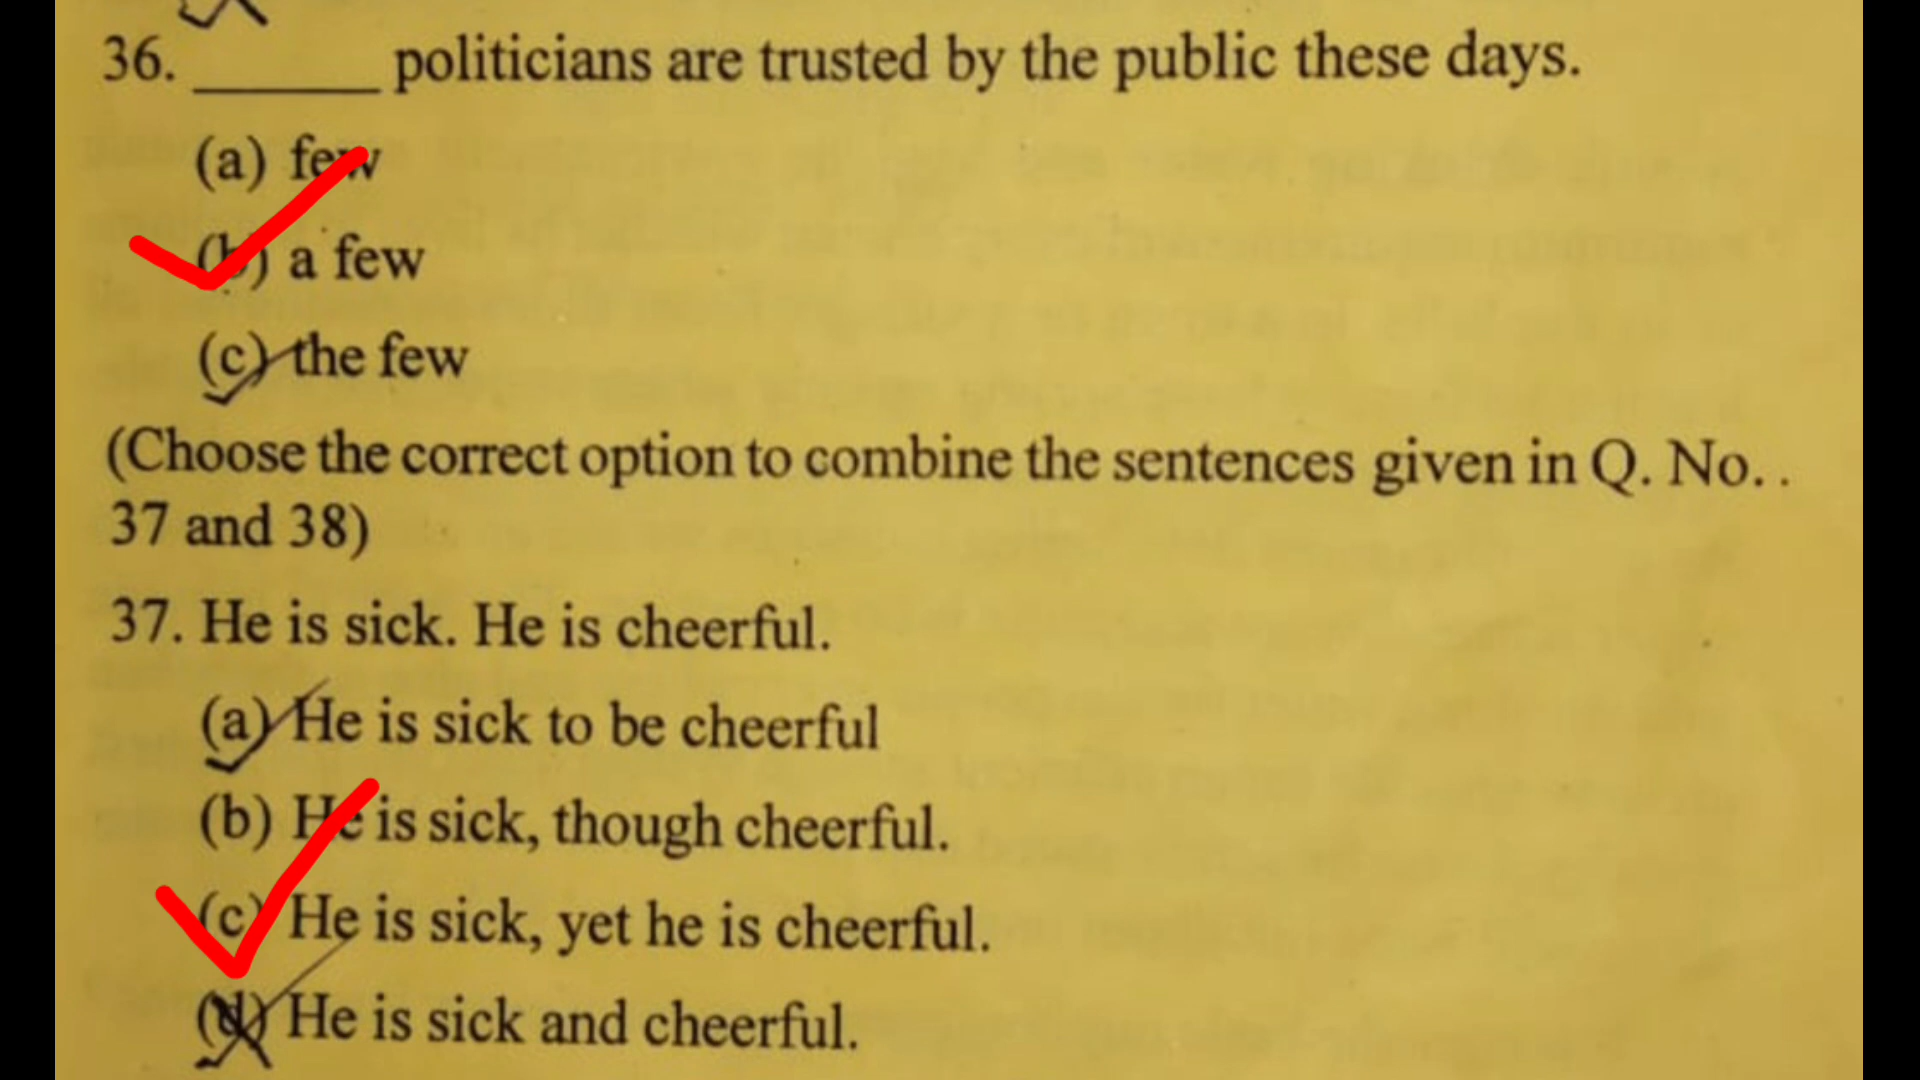 36. ______ politicians are trusted by the public these days.
(a) few
(b) a few
(c) the few
(Choose the correct option to combine the sentences given in Q. No. .
37 and 38)
37. He is sick. He is cheerful.
(a) He is sick to be cheerful
(b) He is sick, though cheerful.
(c) He is sick, yet he is cheerful.
(d) He is sick and cheerful.